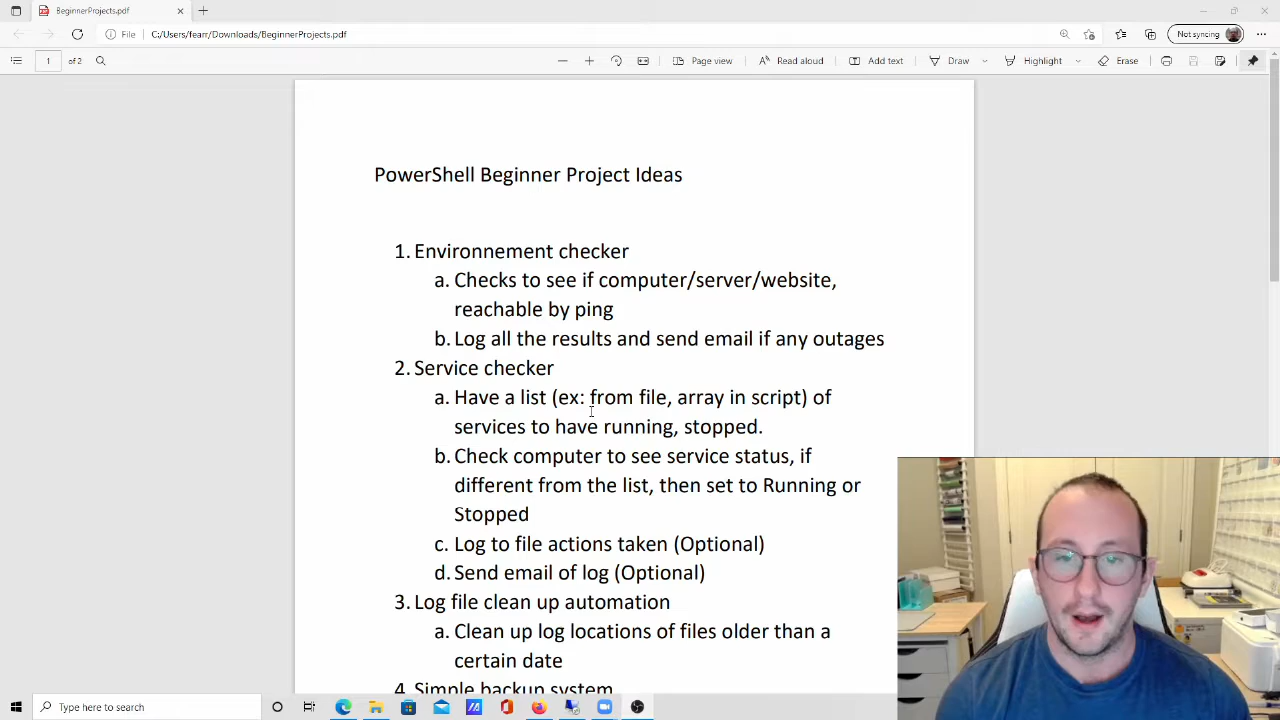 BeginnerProjects.pdf
File
C:/Users/fearr/Downloads/BeginnerProjects.pdf
Not syncing
1
of 2
Page view
Read aloud
Add text
Draw
Highlight
Erase
PowerShell Beginner Project Ideas
1. Environnement checker
a. Checks to see if computer/server/website,
reachable by ping
b. Log all the results and send email if any outages
2. Service checker
a. Have a list (ex: from file, array in script) of
services to have running, stopped.
b. Check computer to see service status, if
different from the list, then set to Running or
Stopped
c. Log to file actions taken (Optional)
d. Send email of log (Optional)
3. Log file clean up automation
a. Clean up log locations of files older than a
certain date
4. Simple backup system
Type here to search